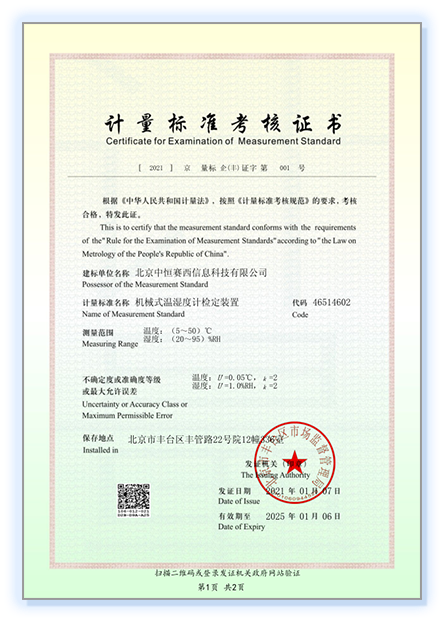 计量标准考核证书
Certificate for Examination of Measurement Standard
[ 2021 ] 京 量标 企(丰)证字 第 001 号
根据《中华人民共和国计量法》，按照《计量标准考核规范》的要求，考核
合格，特发此证。
This is to certify that the measurement standard conforms with the requirements
of the" Rule for the Examination of Measurement Standards" according to " the Law on
Metrology of the People's Republic of China".
建标单位名称 北京中恒赛西信息科技有限公司
Possessor of the Measurement Standard
计量标准名称 机械式温湿度计检定装置 代码 46514602
Name of Measurement Standard Code
测量范围 温度：（5～50）℃
Measuring Range 湿度：（20～95）%RH
不确定度或准确度等级 温度：U=0.05℃，k=2
或最大允许误差 湿度：U=1.0%RH，k=2
Uncertainty or Accuracy Class or
Maximum Permissible Error
保存地点 北京市丰台区丰管路22号院12幢336室
Installed in
发证机关
The Issuing Authority
发证日期 2021 年 01 月 07 日
Date of Issue
有效期至 2025 年 01 月 06 日
Date of Expiry
扫描二维码或登录发证机关政府网站验证
第1页 共2页